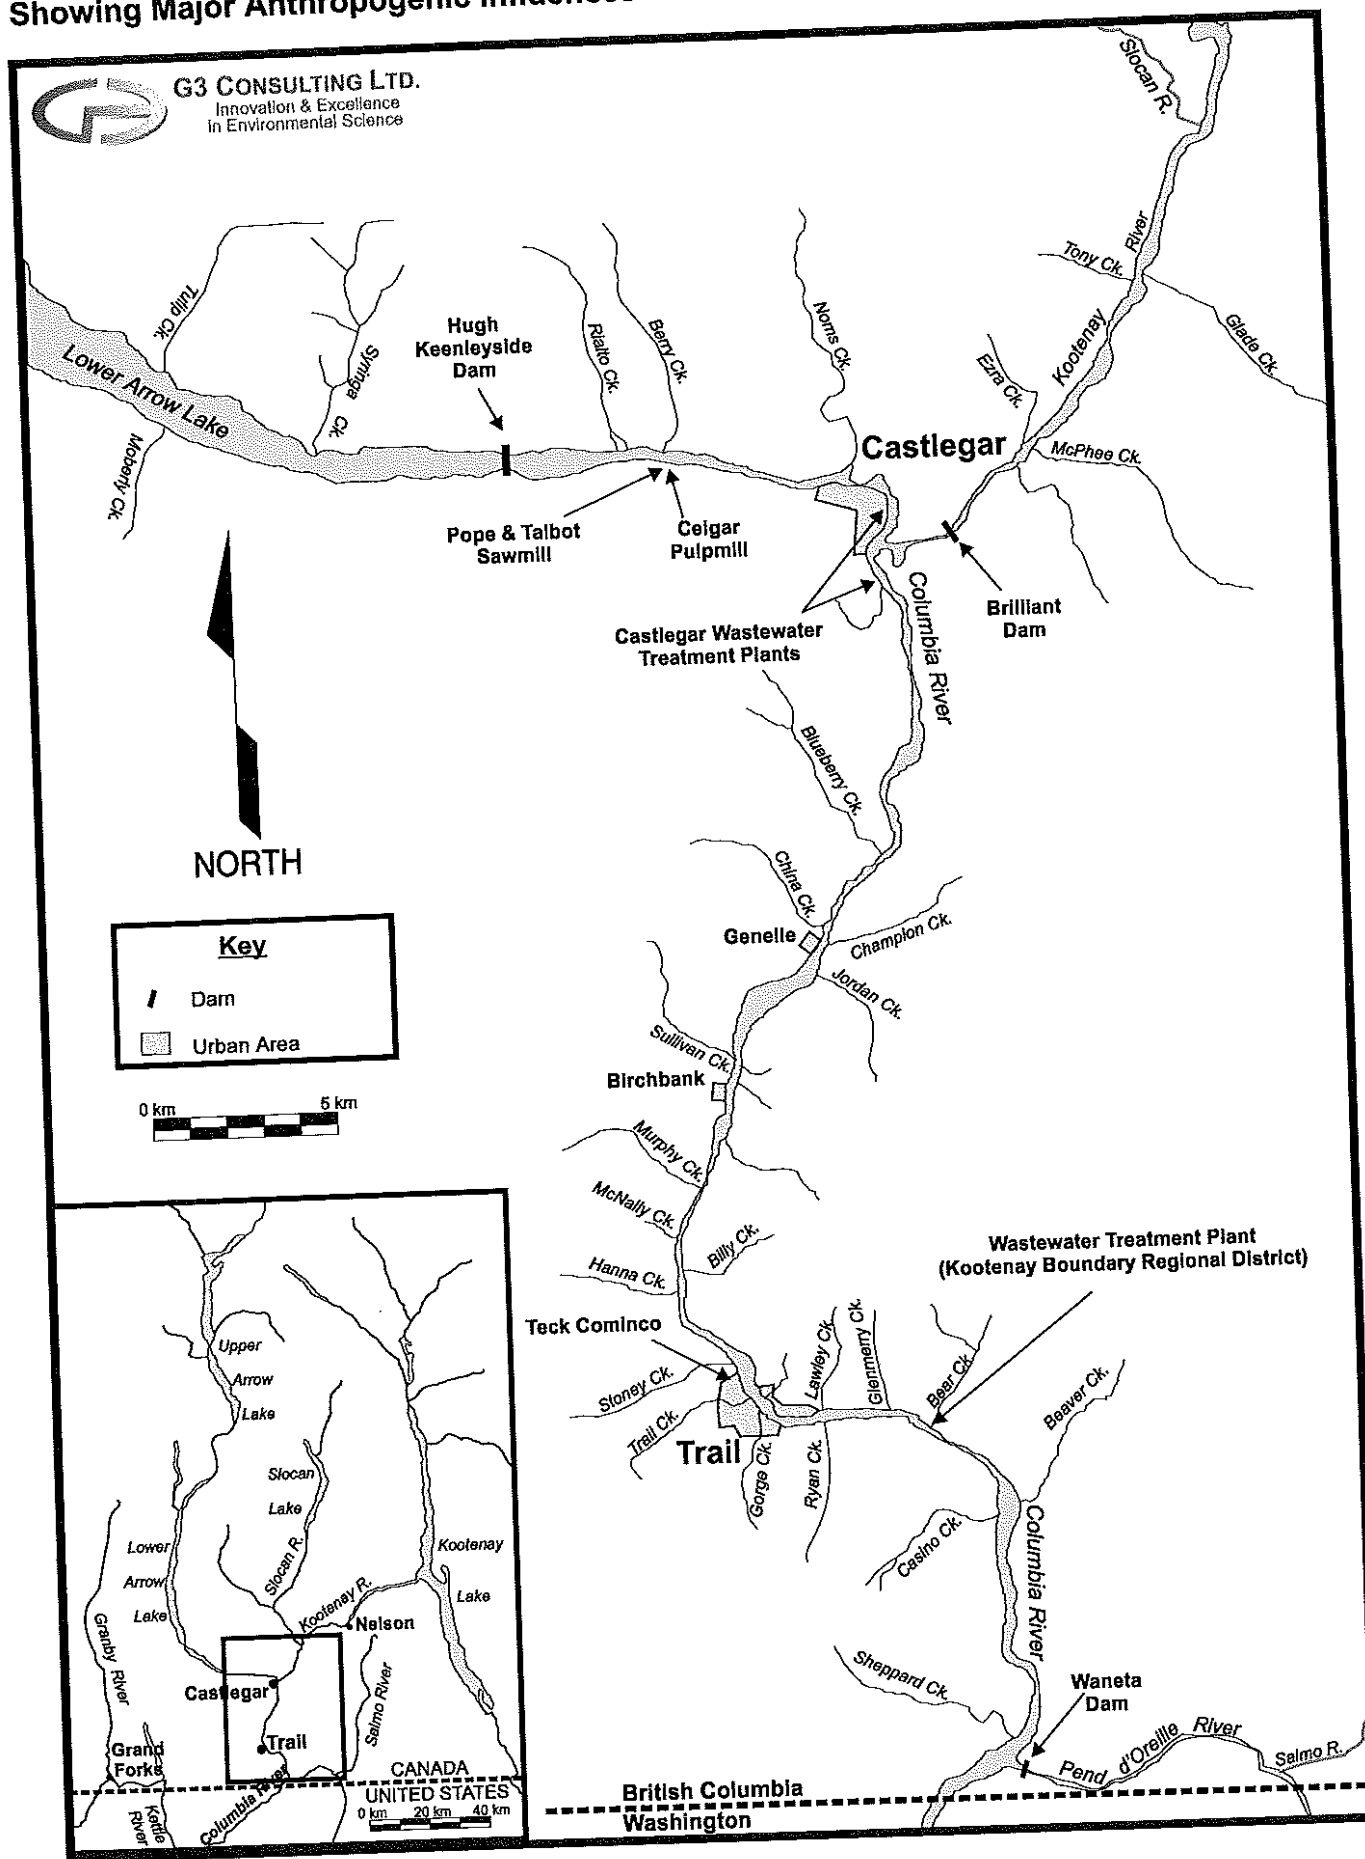 Showing Major Anthropogenic Influences
G3 CONSULTING LTD.
Innovation & Excellence
in Environmental Science
Slocan R.
Tulip Ck.
Syringa
Ck.
Hugh
Keenleyside
Dam
Rialto Ck.
Berry Ck.
Norns Ck.
Tony Ck.
Kootenay
River
Glade Ck.
Ezra Ck.
McPhee Ck.
Lower Arrow Lake
Moberly Ck.
Castlegar
Pope & Talbot
Sawmill
Celgar
Pulpmill
Brilliant
Dam
Castlegar Wastewater
Treatment Plants
Columbia River
Blueberry Ck.
NORTH
China Ck.
Genelle
Champion Ck.
Jordan Ck.
Key
Dam
Urban Area
0 km
5 km
Sullivan Ck.
Birchbank
Murphy Ck.
McNally Ck.
Billy Ck.
Hanna Ck.
Wastewater Treatment Plant
(Kootenay Boundary Regional District)
Teck Cominco
Stoney Ck.
Trail Ck.
Trail
Gorge Ck.
Ryan Ck.
Lawley Ck.
Glenmerry Ck.
Bear Ck.
Beaver Ck.
Casino Ck.
Columbia River
Sheppard Ck.
Waneta
Dam
Pend d'Oreille River
Salmo R.
British Columbia
Washington
Upper
Arrow
Lake
Slocan
Lake
Slocan R.
Lower
Arrow
Lake
Kootenay
Lake
Kootenay R.
Nelson
Granby River
Castlegar
Salmo River
Trail
Grand
Forks
Kettle
River
Columbia River
CANADA
UNITED STATES
0 km
20 km
40 km